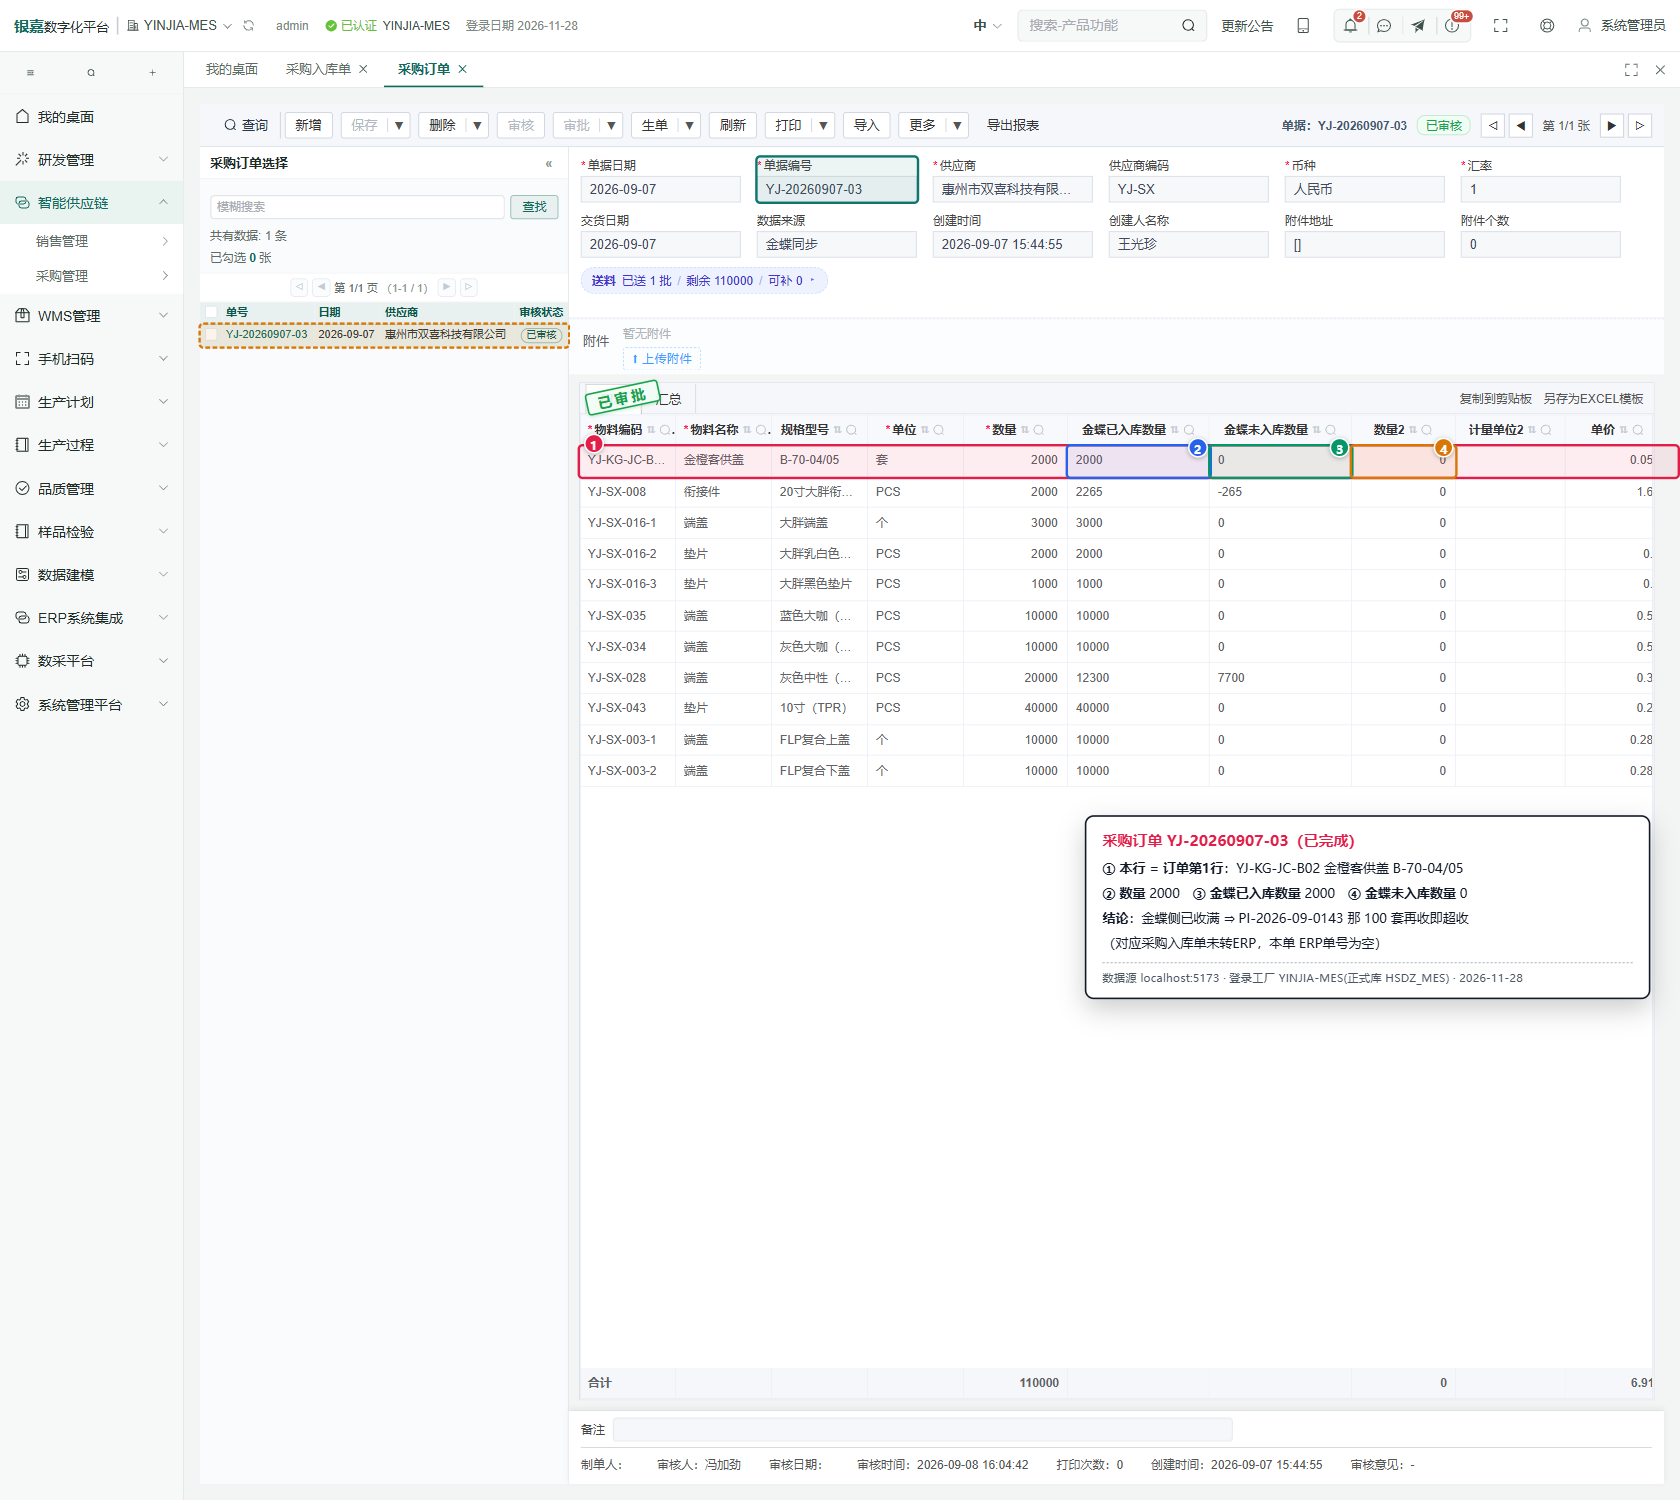 银嘉数字化平台 YINJIA-MES admin 已认证 YINJIA-MES 登录日期 2026-11-28 中 搜索-产品功能 更新公告 2 99+ 系统管理员
我的桌面 采购入库单 采购订单
查询 新增 保存 删除 审核 审批 生单 刷新 打印 导入 更多 导出报表 单据: YJ-20260907-03 已审核 第 1/1 张
我的桌面
研发管理
智能供应链
销售管理
采购管理
WMS管理
手机扫码
生产计划
生产过程
品质管理
样品检验
数据建模
ERP系统集成
数采平台
系统管理平台
采购订单选择 «
模糊搜索 查找
共有数据: 1 条
已勾选 0 张
第 1/1 页 (1-1 / 1)
单号 日期 供应商 审核状态
YJ-20260907-03 2026-09-07 惠州市双喜科技有限公司 已审核
*单据日期 *单据编号 *供应商 供应商编码 *币种 *汇率
2026-09-07 YJ-20260907-03 惠州市双喜科技有限... YJ-SX 人民币 1
交货日期 数据来源 创建时间 创建人名称 附件地址 附件个数
2026-09-07 金蝶同步 2026-09-07 15:44:55 王光珍 [] 0
送料 已送 1 批 / 剩余 110000 / 可补 0
附件 暂无附件
上传附件
已审批 汇总 复制到剪贴板 另存为EXCEL模板
*物料编码 *物料名称 规格型号 *单位 *数量 金蝶已入库数量 金蝶未入库数量 数量2 计量单位2 单价
1 2 3 4
YJ-KG-JC-B... 金橙客供盖 B-70-04/05 套 2000 2000 0 0 0.05
YJ-SX-008 衔接件 20寸大胖衔... PCS 2000 2265 -265 0 1.6
YJ-SX-016-1 端盖 大胖端盖 个 3000 3000 0 0
YJ-SX-016-2 垫片 大胖乳白色... PCS 2000 2000 0 0 0.
YJ-SX-016-3 垫片 大胖黑色垫片 PCS 1000 1000 0 0 0.
YJ-SX-035 端盖 蓝色大咖（... PCS 10000 10000 0 0 0.5
YJ-SX-034 端盖 灰色大咖（... PCS 10000 10000 0 0 0.5
YJ-SX-028 端盖 灰色中性（... PCS 20000 12300 7700 0 0.3
YJ-SX-043 垫片 10寸（TPR） PCS 40000 40000 0 0 0.2
YJ-SX-003-1 端盖 FLP复合上盖 个 10000 10000 0 0 0.28
YJ-SX-003-2 端盖 FLP复合下盖 个 10000 10000 0 0 0.28
采购订单 YJ-20260907-03（已完成）
① 本行 = 订单第1行：YJ-KG-JC-B02 金橙客供盖 B-70-04/05
② 数量 2000 ③ 金蝶已入库数量 2000 ④ 金蝶未入库数量 0
结论：金蝶侧已收满 ⇒ PI-2026-09-0143 那 100 套再收即超收
（对应采购入库单未转ERP，本单 ERP单号为空）
数据源 localhost:5173 · 登录工厂 YINJIA-MES(正式库 HSDZ_MES) · 2026-11-28
合计 110000 0 6.91
备注
制单人: 审核人: 冯加劲 审核日期: 审核时间: 2026-09-08 16:04:42 打印次数: 0 创建时间: 2026-09-07 15:44:55 审核意见: -